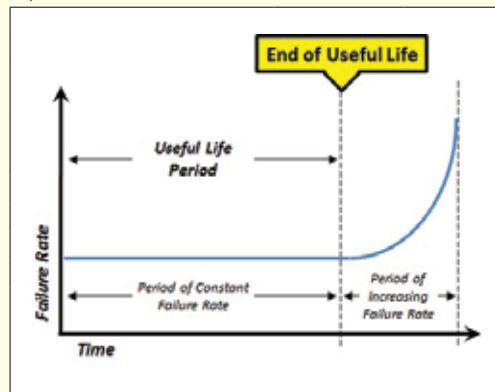 End of Useful Life
Useful Life
Period
Failure Rate
Period of Constant
Failure Rate
Period of
Increasing
Failure Rate
Time